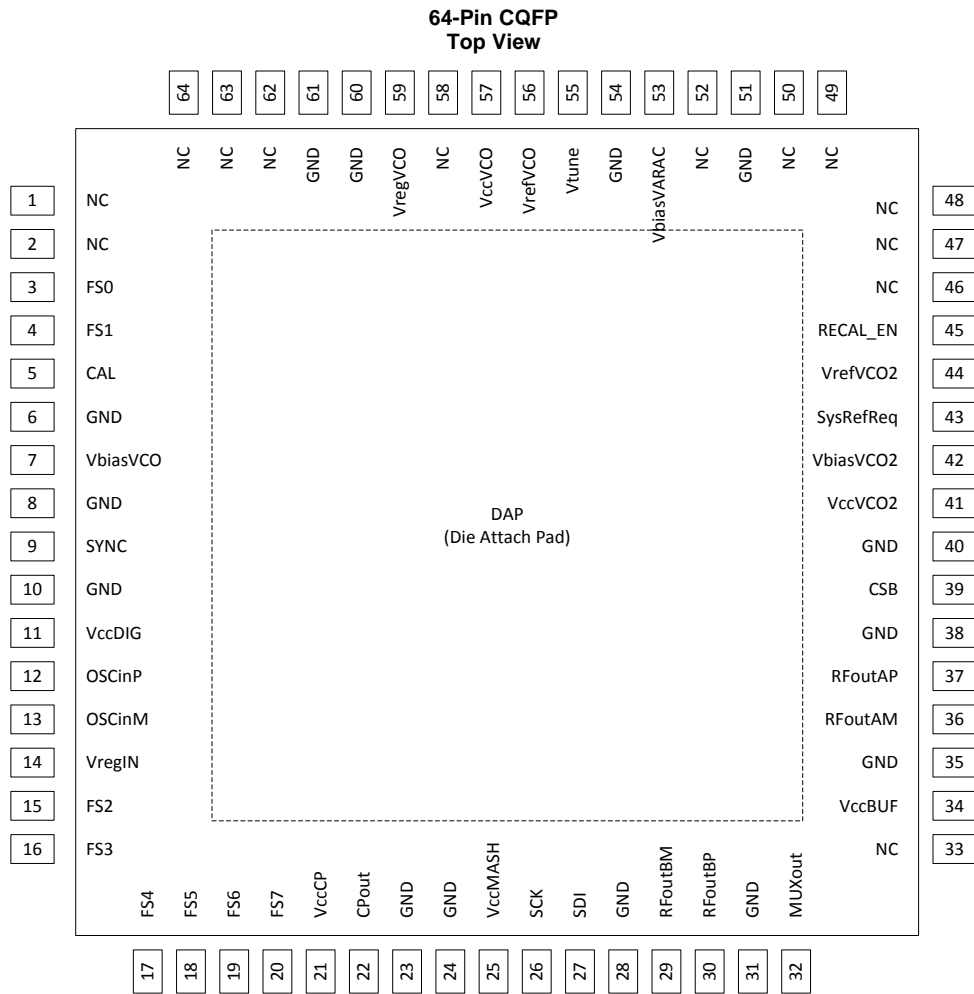 64-Pin CQFP
Top View
64 63 62 61 60 59 58 57 56 55 54 53 52 51 50 49
NC NC NC GND GND VregVCO NC VccVCO VrefVCO Vtune GND VbiasVARAC NC GND NC NC
1 NC NC 48
2 NC NC 47
3 FS0 NC 46
4 FS1 RECAL_EN 45
5 CAL VrefVCO2 44
6 GND SysRefReq 43
7 VbiasVCO VbiasVCO2 42
8 GND VccVCO2 41
DAP
(Die Attach Pad)
9 SYNC GND 40
10 GND CSB 39
11 VccDIG GND 38
12 OSCinP RFoutAP 37
13 OSCinM RFoutAM 36
14 VregIN GND 35
15 FS2 VccBUF 34
16 FS3 NC 33
FS4 FS5 FS6 FS7 VccCP CPout GND GND VccMASH SCK SDI GND RFoutBM RFoutBP GND MUXout
17 18 19 20 21 22 23 24 25 26 27 28 29 30 31 32